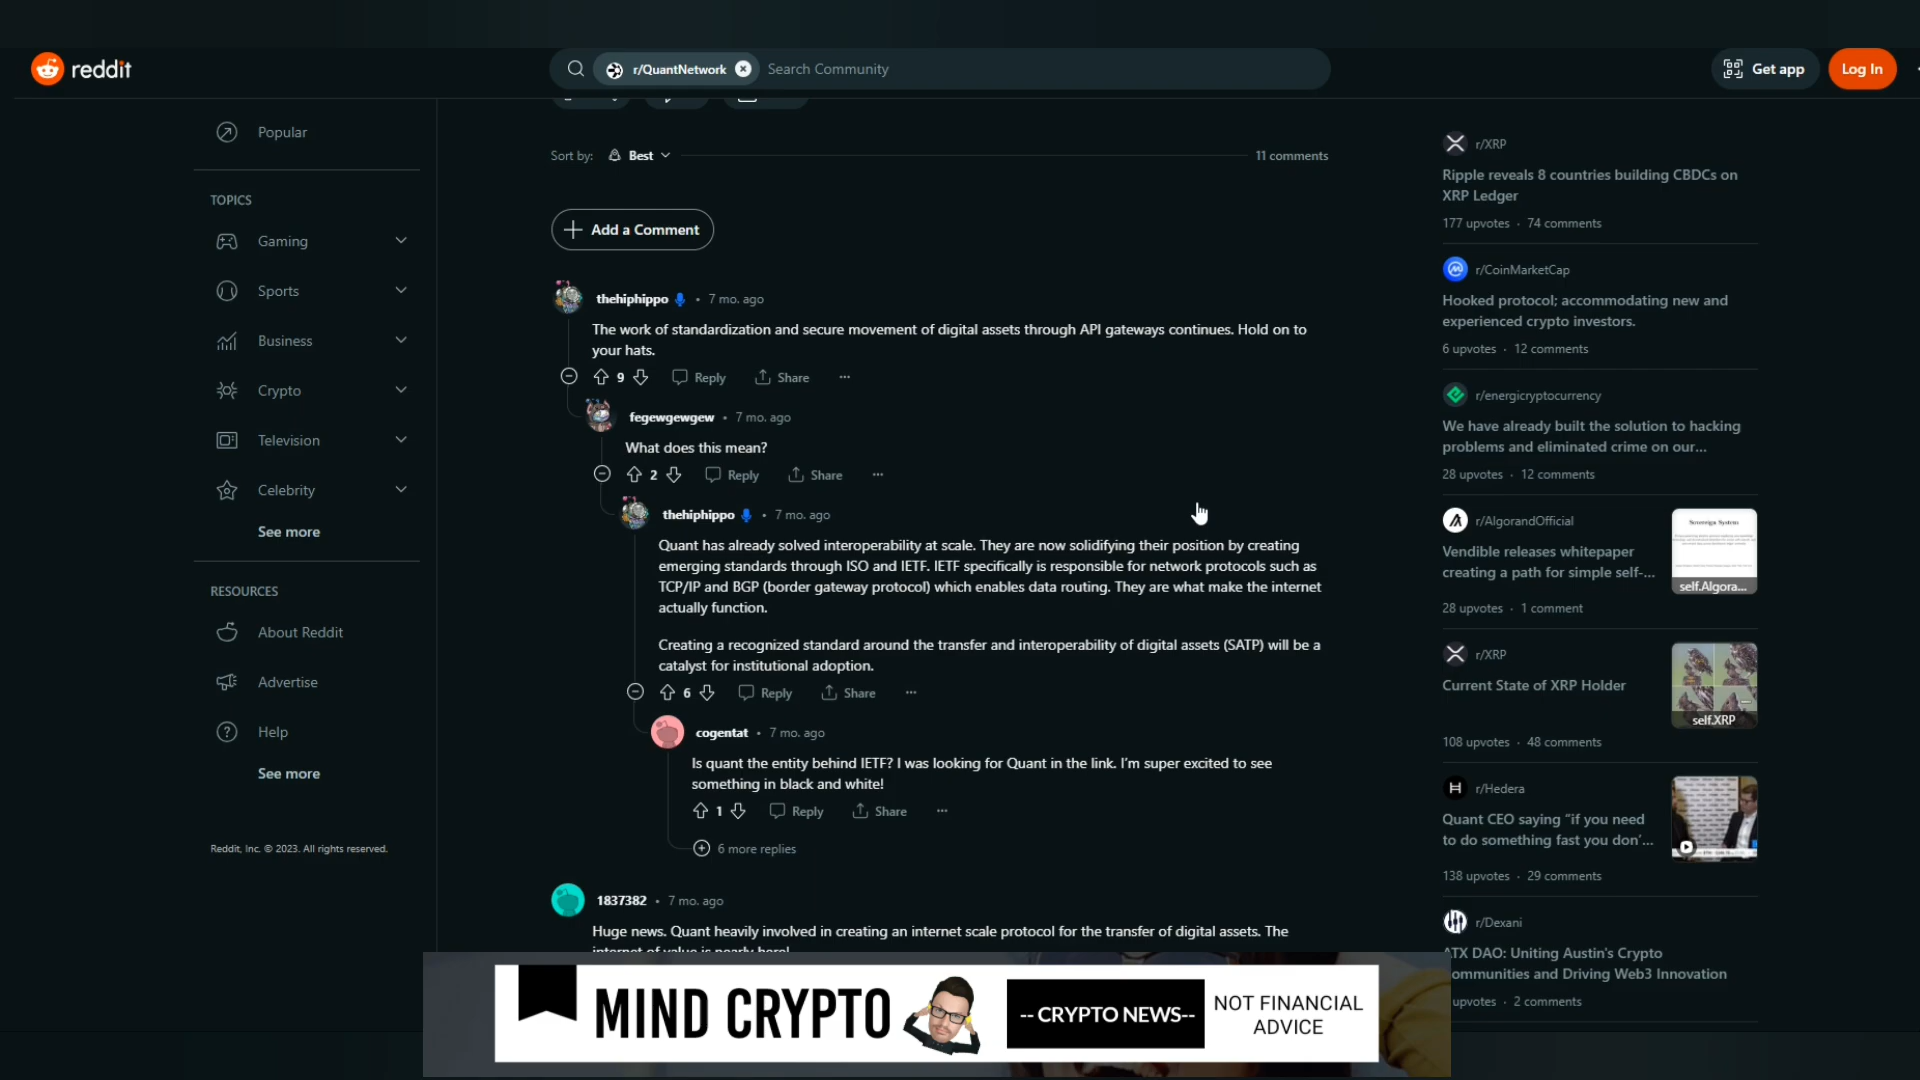 reddit
r/QuantNetwork
Search Community
Get app
Log In
Popular
TOPICS
Gaming
Sports
Business
Crypto
Television
Celebrity
See more
RESOURCES
About Reddit
Advertise
Help
See more
Reddit, Inc. © 2023. All rights reserved.
Sort by: Best
11 comments
Add a Comment
thehiphippo • 7 mo. ago
The work of standardization and secure movement of digital assets through API gateways continues. Hold on to
your hats.
9 Reply Share ...
fegewgewgew • 7 mo. ago
What does this mean?
2 Reply Share ...
thehiphippo • 7 mo. ago
Quant has already solved interoperability at scale. They are now solidifying their position by creating
emerging standards through ISO and IETF. IETF specifically is responsible for network protocols such as
TCP/IP and BGP (border gateway protocol) which enables data routing. They are what make the internet
actually function.
Creating a recognized standard around the transfer and interoperability of digital assets (SATP) will be a
catalyst for institutional adoption.
6 Reply Share ...
cogentat • 7 mo. ago
Is quant the entity behind IETF? I was looking for Quant in the link. I'm super excited to see
something in black and white!
1 Reply Share ...
6 more replies
1837382 • 7 mo. ago
Huge news. Quant heavily involved in creating an internet scale protocol for the transfer of digital assets. The
internet of value is nearly here!
r/XRP
Ripple reveals 8 countries building CBDCs on
XRP Ledger
177 upvotes · 74 comments
r/CoinMarketCap
Hooked protocol; accommodating new and
experienced crypto investors.
6 upvotes · 12 comments
r/energicryptocurrency
We have already built the solution to hacking
problems and eliminated crime on our...
28 upvotes · 12 comments
r/AlgorandOfficial
Vendible releases whitepaper
creating a path for simple self-...
Sovereign System
self.Algora...
28 upvotes · 1 comment
r/XRP
Current State of XRP Holder
self.XRP
108 upvotes · 48 comments
r/Hedera
Quant CEO saying "if you need
to do something fast you don'...
138 upvotes · 29 comments
r/Dexani
ATX DAO: Uniting Austin's Crypto
ommunities and Driving Web3 Innovation
upvotes · 2 comments
MIND CRYPTO
-- CRYPTO NEWS--
NOT FINANCIAL
ADVICE